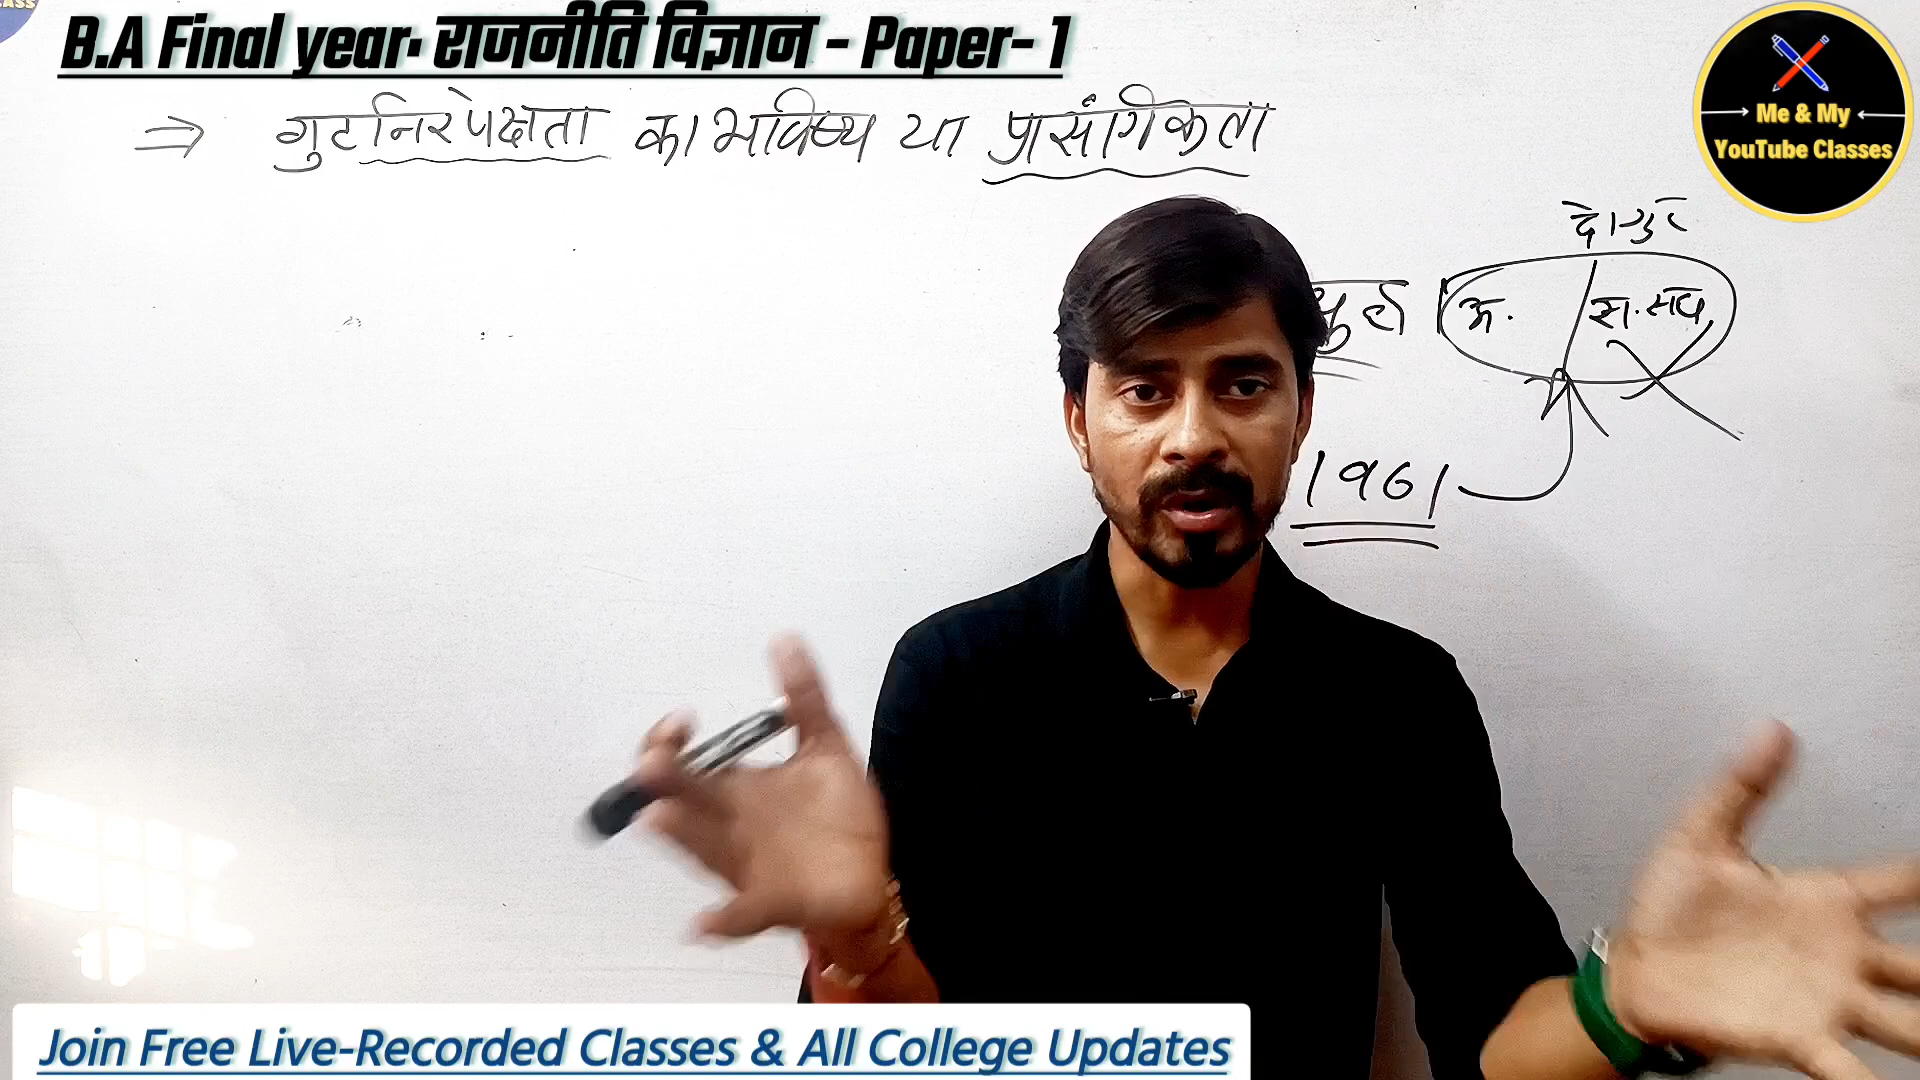 B.A Final year. राजनीति विज्ञान - Paper- 1
⇒ गुटनिरपेक्षता का भविष्य या प्रासंगिकता
Me & My
YouTube Classes
दो गुट
अ.
1961
Join Free Live-Recorded Classes & All College Updates